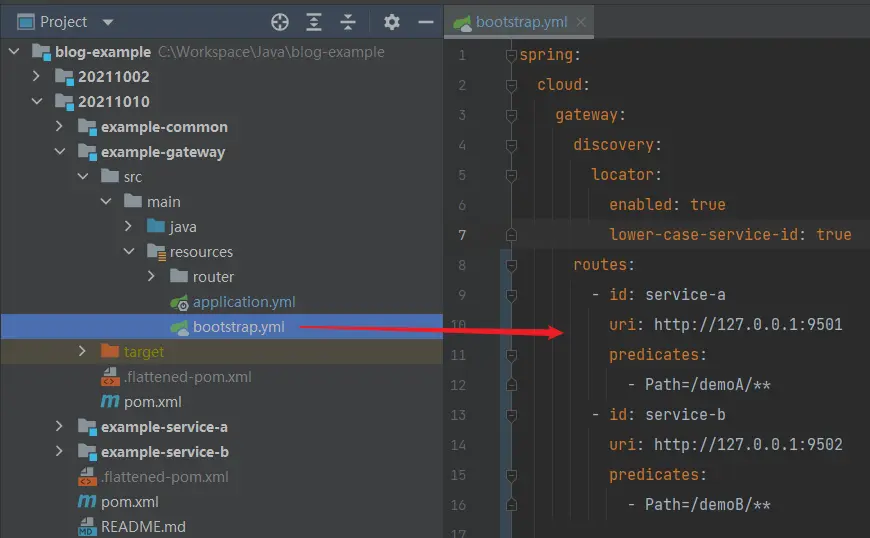 Project
blog-example C:\Workspace\Java\blog-example
20211002
20211010
example-common
example-gateway
src
main
java
resources
router
application.yml
bootstrap.yml
target
.flattened-pom.xml
pom.xml
example-service-a
example-service-b
.flattened-pom.xml
pom.xml
README.md
bootstrap.yml
1 spring:
2   cloud:
3     gateway:
4       discovery:
5         locator:
6           enabled: true
7           lower-case-service-id: true
8       routes:
9         - id: service-a
10           uri: http://127.0.0.1:9501
11           predicates:
12             - Path=/demoA/**
13         - id: service-b
14           uri: http://127.0.0.1:9502
15           predicates:
16             - Path=/demoB/**
17